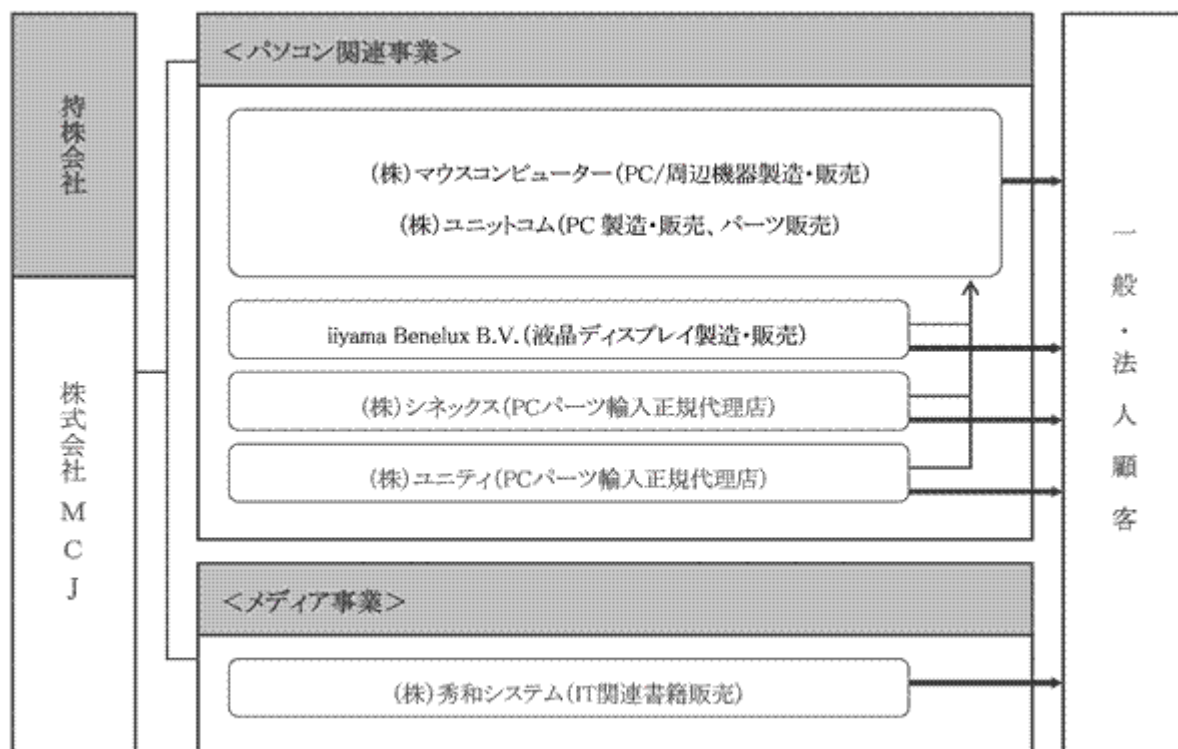 持株会社
株式会社MCJ
＜パソコン関連事業＞
(株)マウスコンピューター(PC/周辺機器製造・販売)
(株)ユニットコム(PC 製造・販売、パーツ販売)
iiyama Benelux B.V.(液晶ディスプレイ製造・販売)
(株)シネックス(PCパーツ輸入正規代理店)
(株)ユニティ(PCパーツ輸入正規代理店)
＜メディア事業＞
(株)秀和システム(IT関連書籍販売)
一般・法人顧客